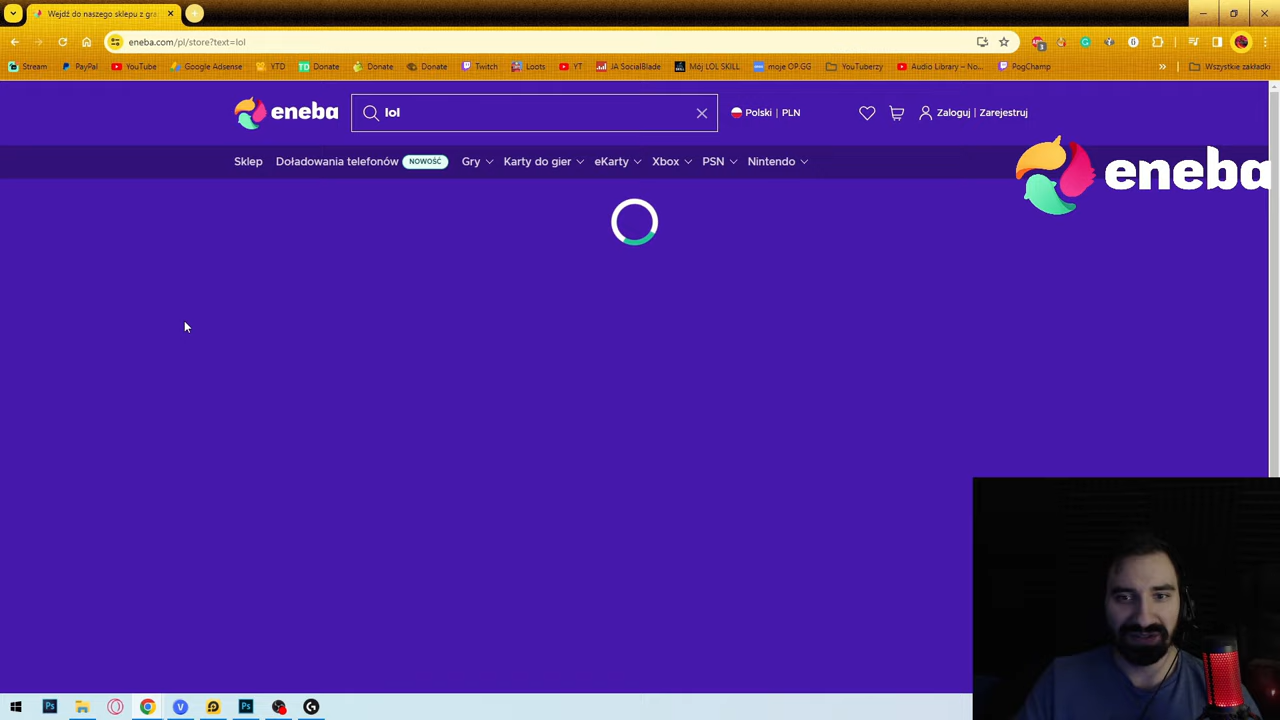 Wejdź do naszego sklepu z gra
eneba.com/pl/store?text=lol
Stream PayPal YouTube Google Adsense YTD Donate Donate Donate Twitch Loots YT JA SocialBlade Mój LOL SKILL moje OP.GG YouTuberzy Audio Library – No... PogChamp » Wszystkie zakładki
eneba lol Polski | PLN Zaloguj | Zarejestruj
Sklep Doładowania telefonów NOWOŚĆ Gry Karty do gier eKarty Xbox PSN Nintendo
eneba